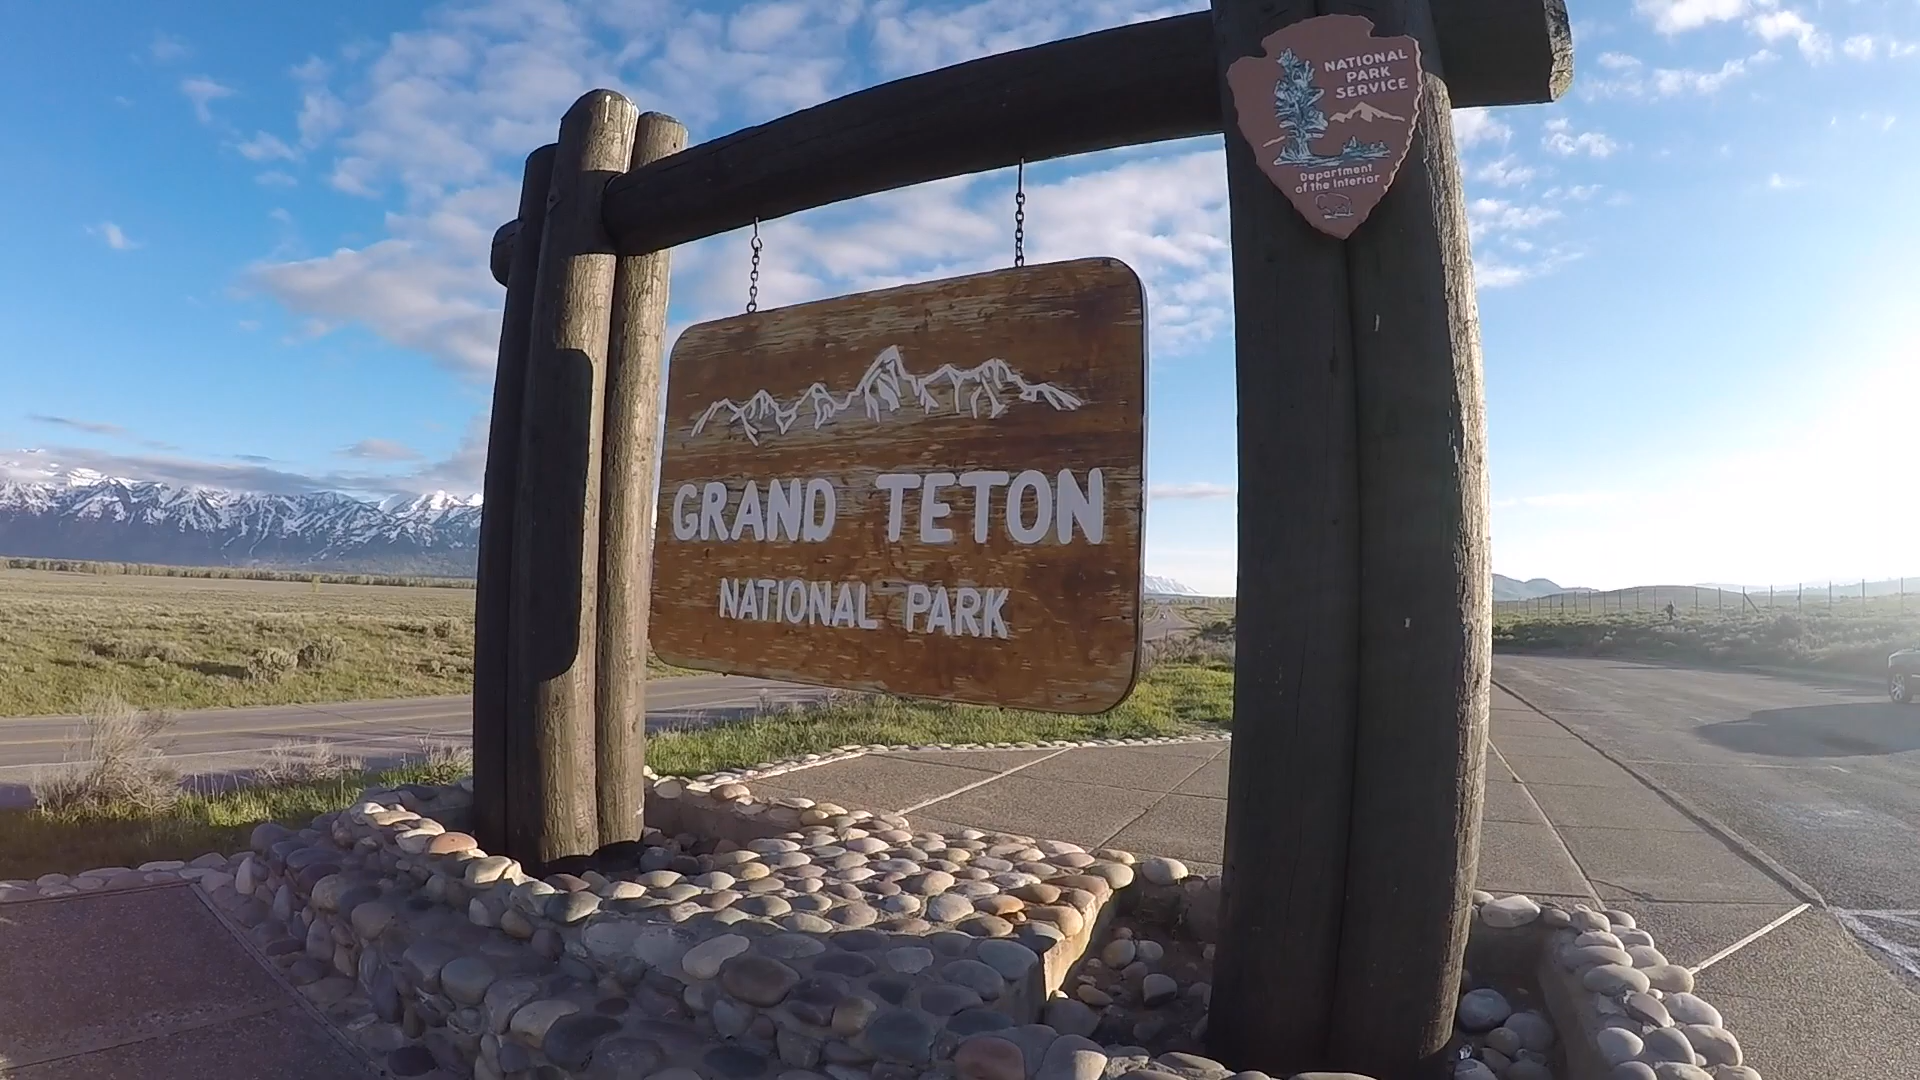 NATIONAL
PARK
SERVICE
Department
of the Interior
GRAND TETON
NATIONAL PARK